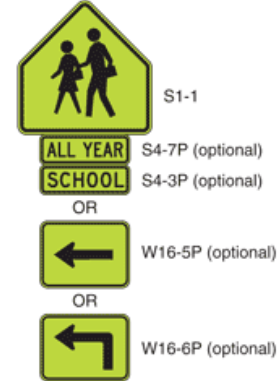 S1-1
ALL YEAR S4-7P (optional)
SCHOOL S4-3P (optional)
OR
W16-5P (optional)
OR
W16-6P (optional)